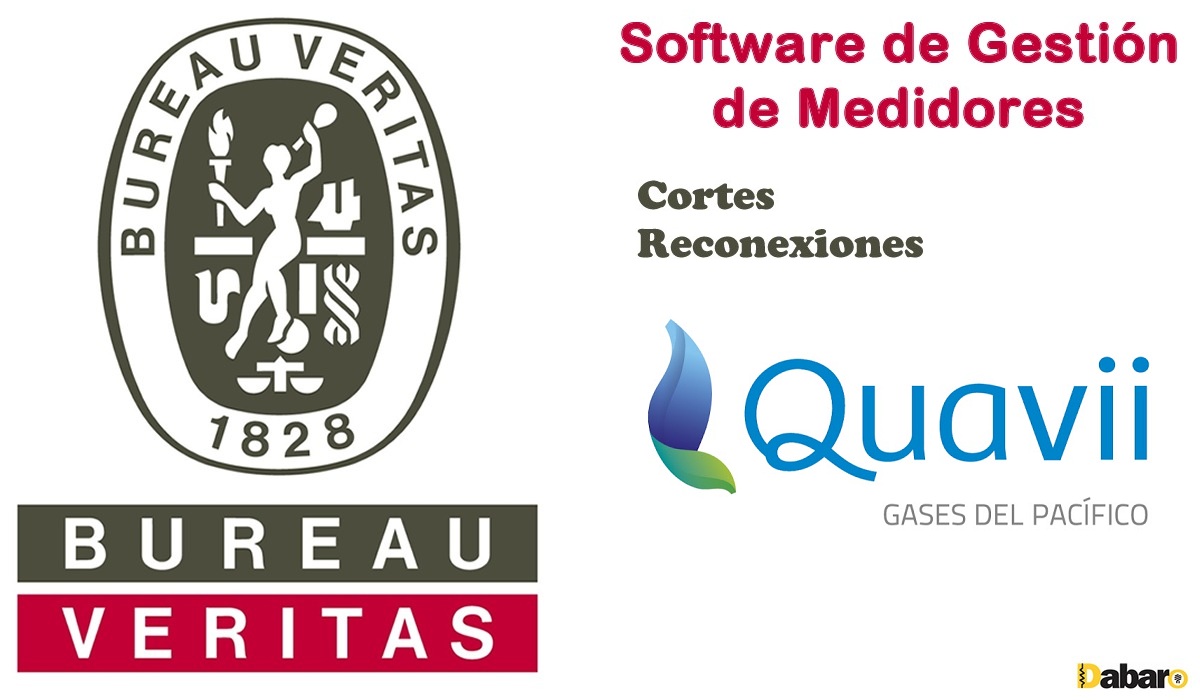 BUREAU VERITAS
1828
BUREAU
VERITAS
Software de Gestión
de Medidores
Cortes
Reconexiones
Quavii
GASES DEL PACÍFICO
Dabaro